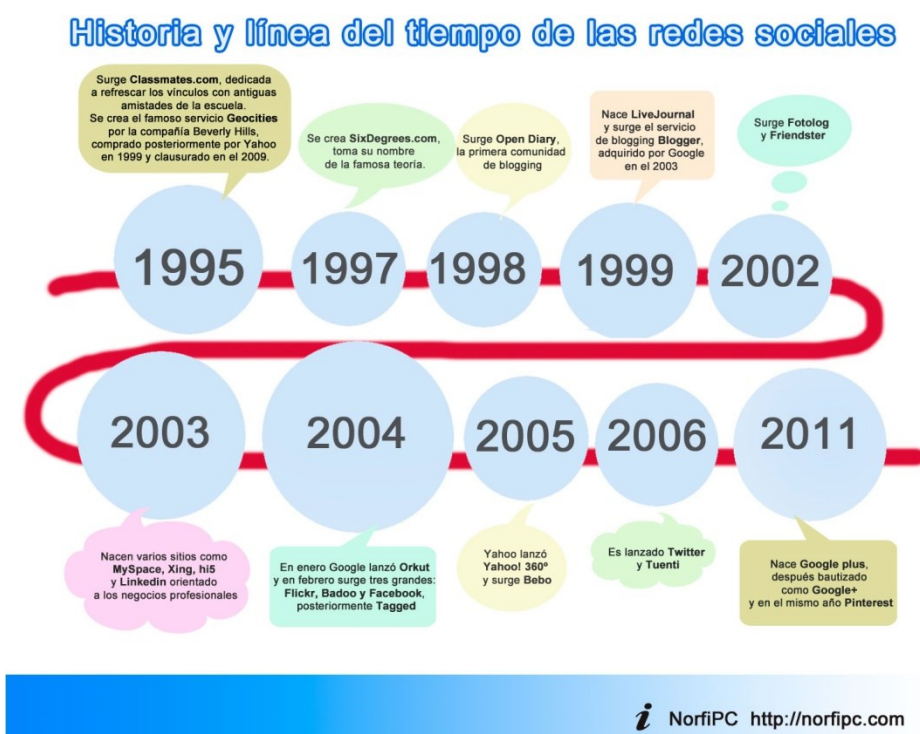 Historia y línea del tiempo de las redes sociales
Surge Classmates.com, dedicada
a refrescar los vínculos con antiguas
amistades de la escuela.
Se crea el famoso servicio Geocities
por la compañía Beverly Hills,
comprado posteriormente por Yahoo
en 1999 y clausurado en el 2009.
Se crea SixDegrees.com,
toma su nombre
de la famosa teoría.
Surge Open Diary,
la primera comunidad
de blogging
Nace LiveJournal
y surge el servicio
de blogging Blogger,
adquirido por Google
en el 2003
Surge Fotolog
y Friendster
1995
1997
1998
1999
2002
2003
2004
2005
2006
2011
Nacen varios sitios como
MySpace, Xing, hi5
y Linkedin orientado
a los negocios profesionales
En enero Google lanzó Orkut
y en febrero surge tres grandes:
Flickr, Badoo y Facebook,
posteriormente Tagged
Yahoo lanzó
Yahoo! 360º
y surge Bebo
Es lanzado Twitter
y Tuenti
Nace Google plus,
después bautizado
como Google+
y en el mismo año Pinterest
i NorfiPC http://norfipc.com